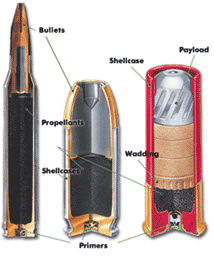 Bullets
Payload
Shellcase
Propellants
Wadding
Shellcases
Primers